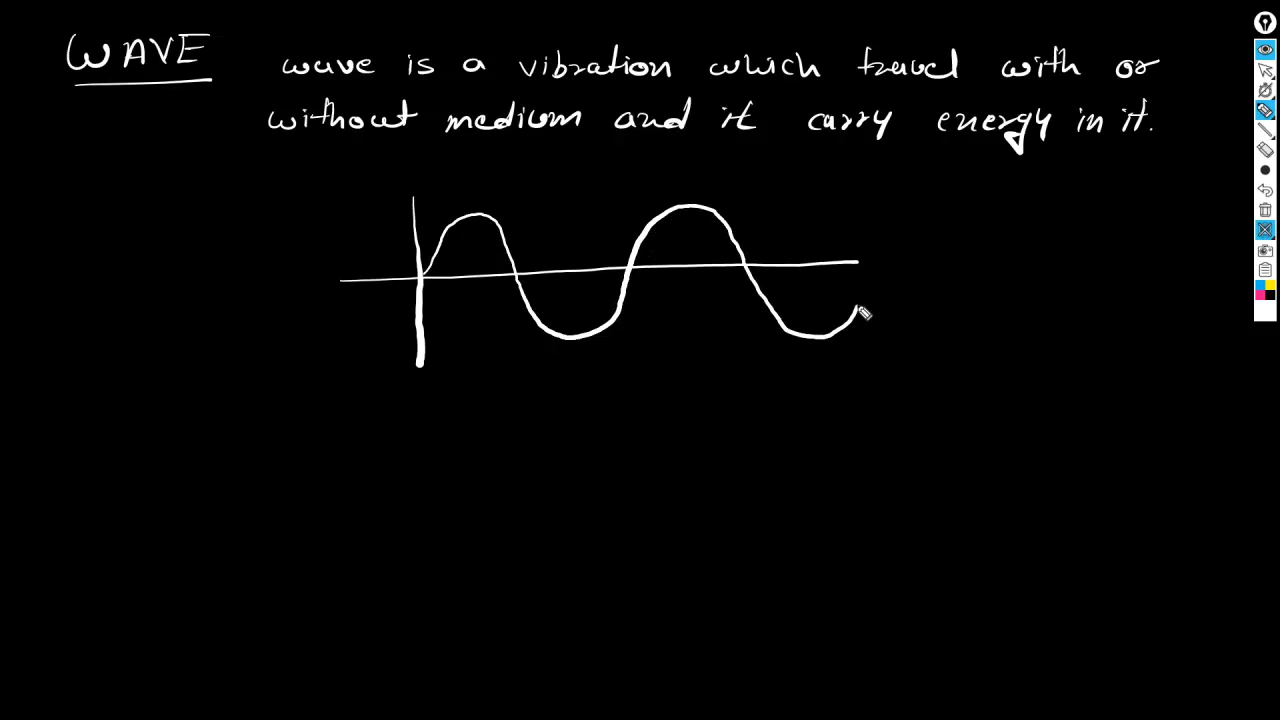 WAVE
wave is a vibration which travel with or
without medium and it carry energy in it.